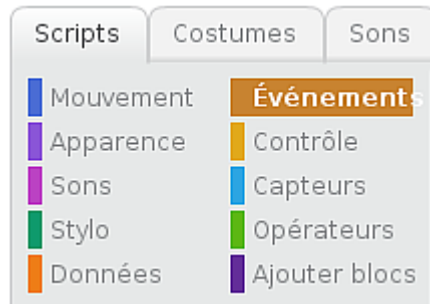 Scripts Costumes Sons
Mouvement Événements
Apparence Contrôle
Sons Capteurs
Stylo Opérateurs
Données Ajouter blocs